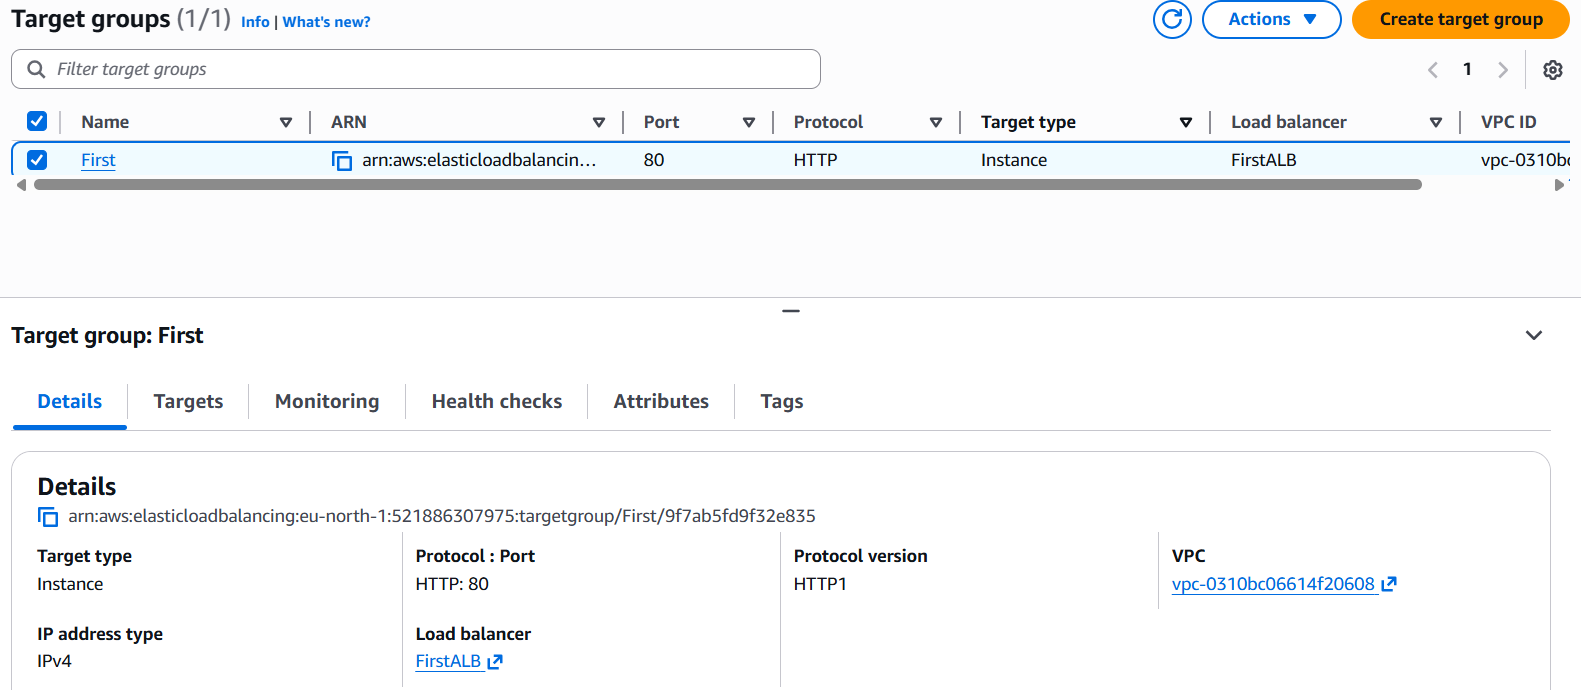 Target groups (1/1) Info | What's new?
Actions
Create target group
Filter target groups
1
Name ARN Port Protocol Target type Load balancer VPC ID
First arn:aws:elasticloadbalancin... 80 HTTP Instance FirstALB vpc-0310bc
Target group: First
Details Targets Monitoring Health checks Attributes Tags
Details
arn:aws:elasticloadbalancing:eu-north-1:521886307975:targetgroup/First/9f7ab5fd9f32e835
Target type Protocol : Port Protocol version VPC
Instance HTTP: 80 HTTP1 vpc-0310bc06614f20608
IP address type Load balancer
IPv4 FirstALB